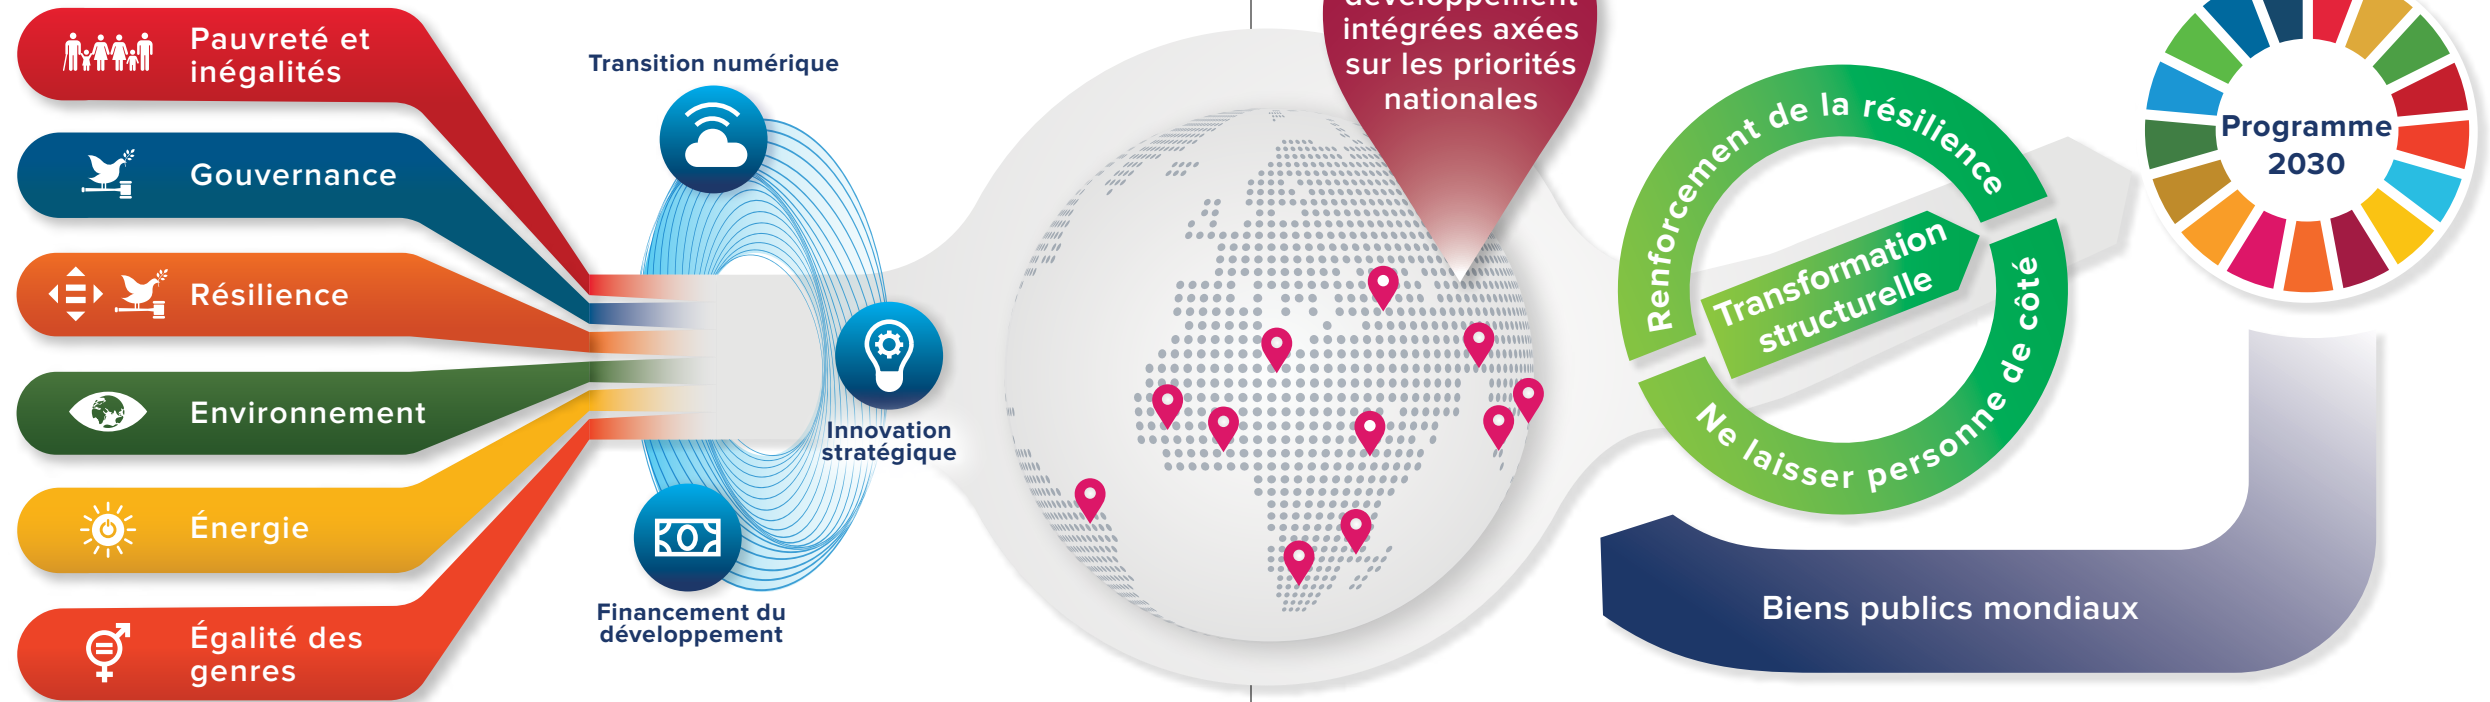 Pauvreté et
inégalités
Gouvernance
Résilience
Environnement
Énergie
Égalité des
genres
Transition numérique
Innovation
stratégique
Financement du
développement
développement
intégrées axées
sur les priorités
nationales
Renforcement de la résilience
Transformation
structurelle
Ne laisser personne de côté
Programme
2030
Biens publics mondiaux